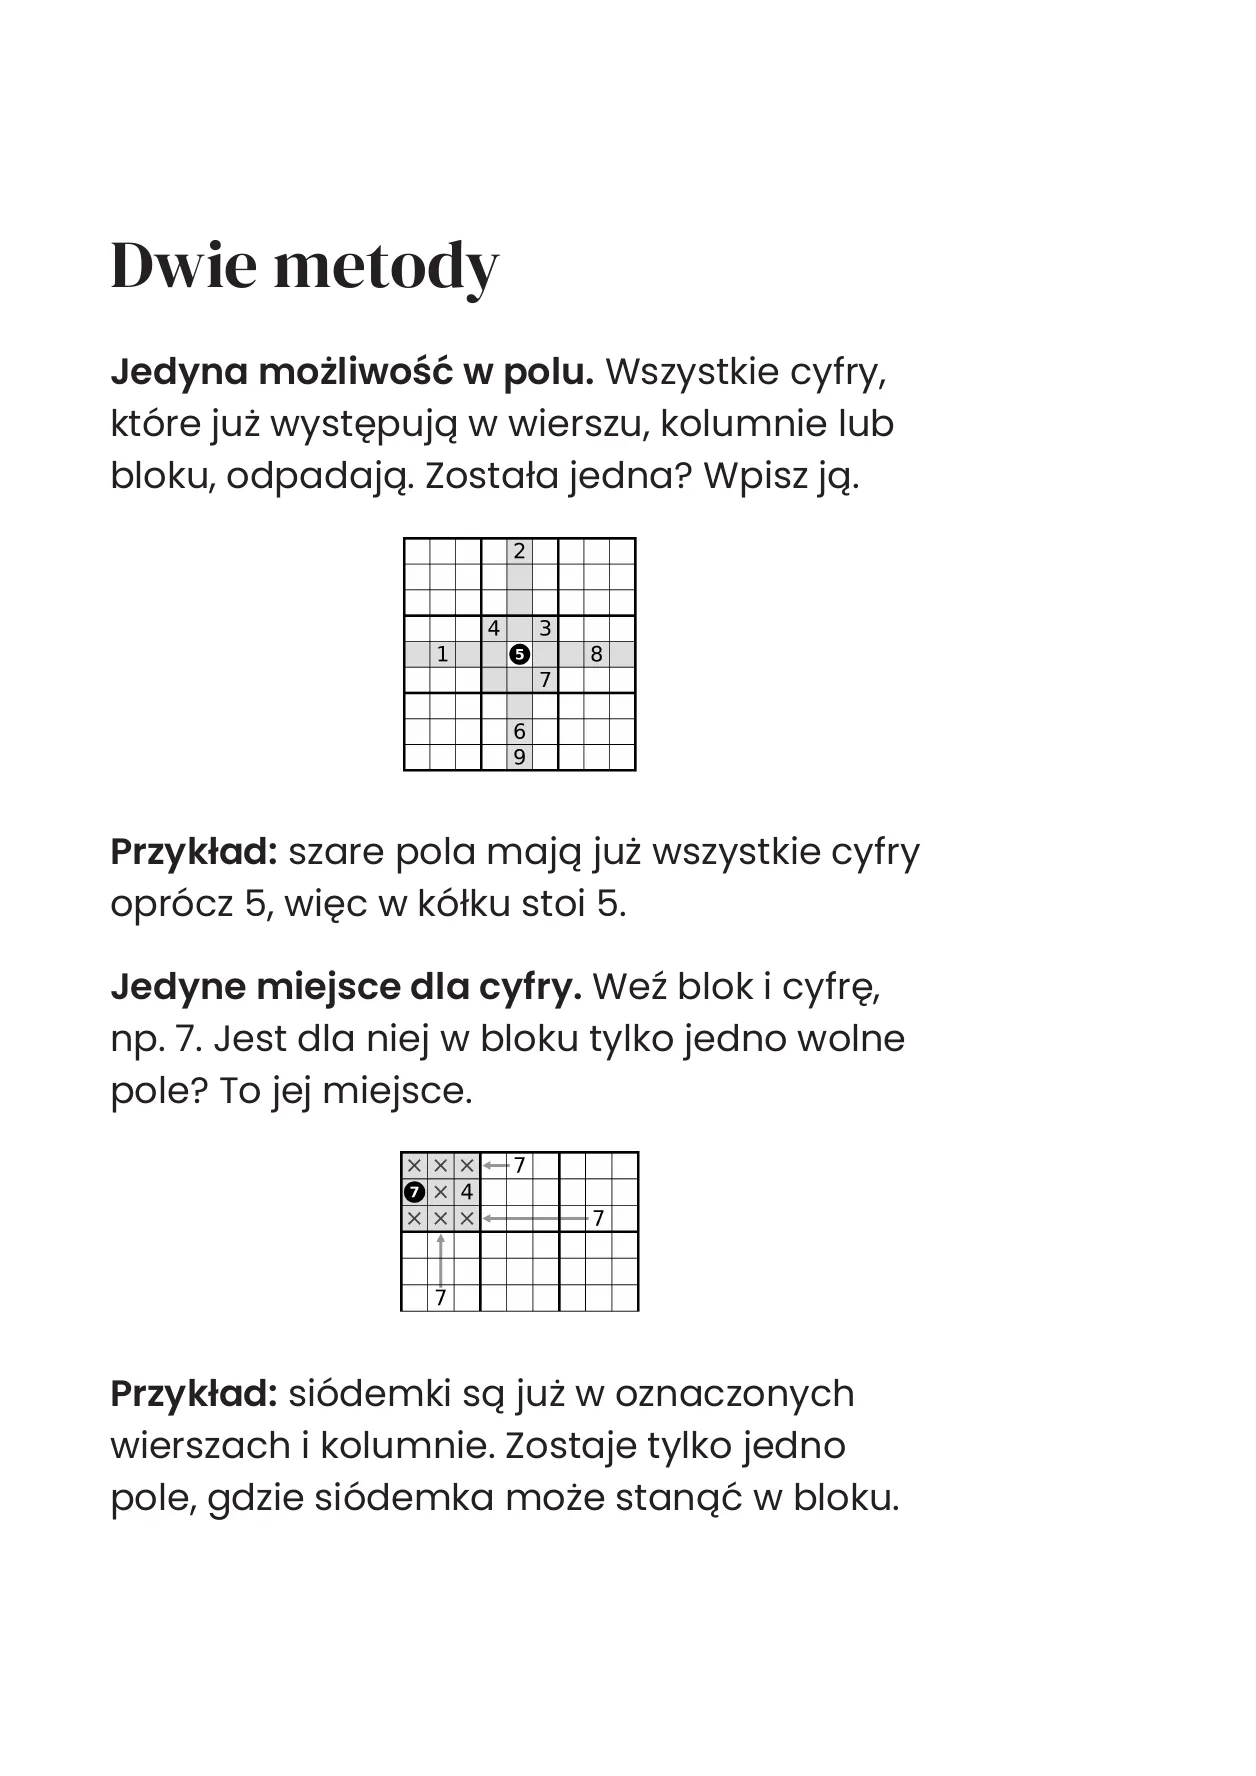 Dwie metody
Jedyna możliwość w polu. Wszystkie cyfry,
które już występują w wierszu, kolumnie lub
bloku, odpadają. Została jedna? Wpisz ją.
2
4 3
1 5 8
7
6
9
Przykład: szare pola mają już wszystkie cyfry
oprócz 5, więc w kółku stoi 5.
Jedyne miejsce dla cyfry. Weź blok i cyfrę,
np. 7. Jest dla niej w bloku tylko jedno wolne
pole? To jej miejsce.
× × × 7
7 × 4
× × × 7
7
Przykład: siódemki są już w oznaczonych
wierszach i kolumnie. Zostaje tylko jedno
pole, gdzie siódemka może stanąć w bloku.